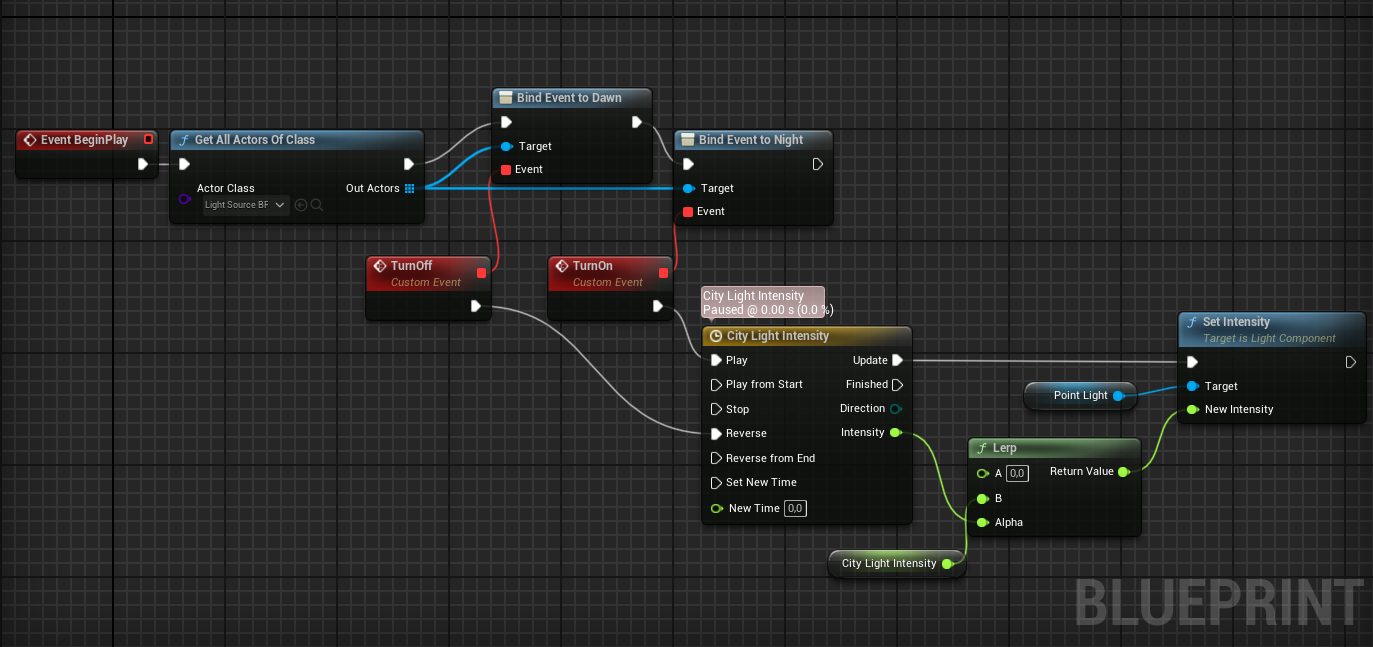 Bind Event to Dawn
Target
Event
Event BeginPlay
Get All Actors Of Class
Actor Class
Out Actors
Light Source BF
Bind Event to Night
Target
Event
TurnOff
Custom Event
TurnOn
Custom Event
City Light Intensity
Paused @ 0.00 s (0.0 %)
City Light Intensity
Play
Update
Play from Start
Finished
Stop
Direction
Reverse
Intensity
Reverse from End
Set New Time
New Time 0,0
Set Intensity
Target is Light Component
Target
New Intensity
Point Light
Lerp
A 0,0
Return Value
B
Alpha
City Light Intensity
BLUEPRINT